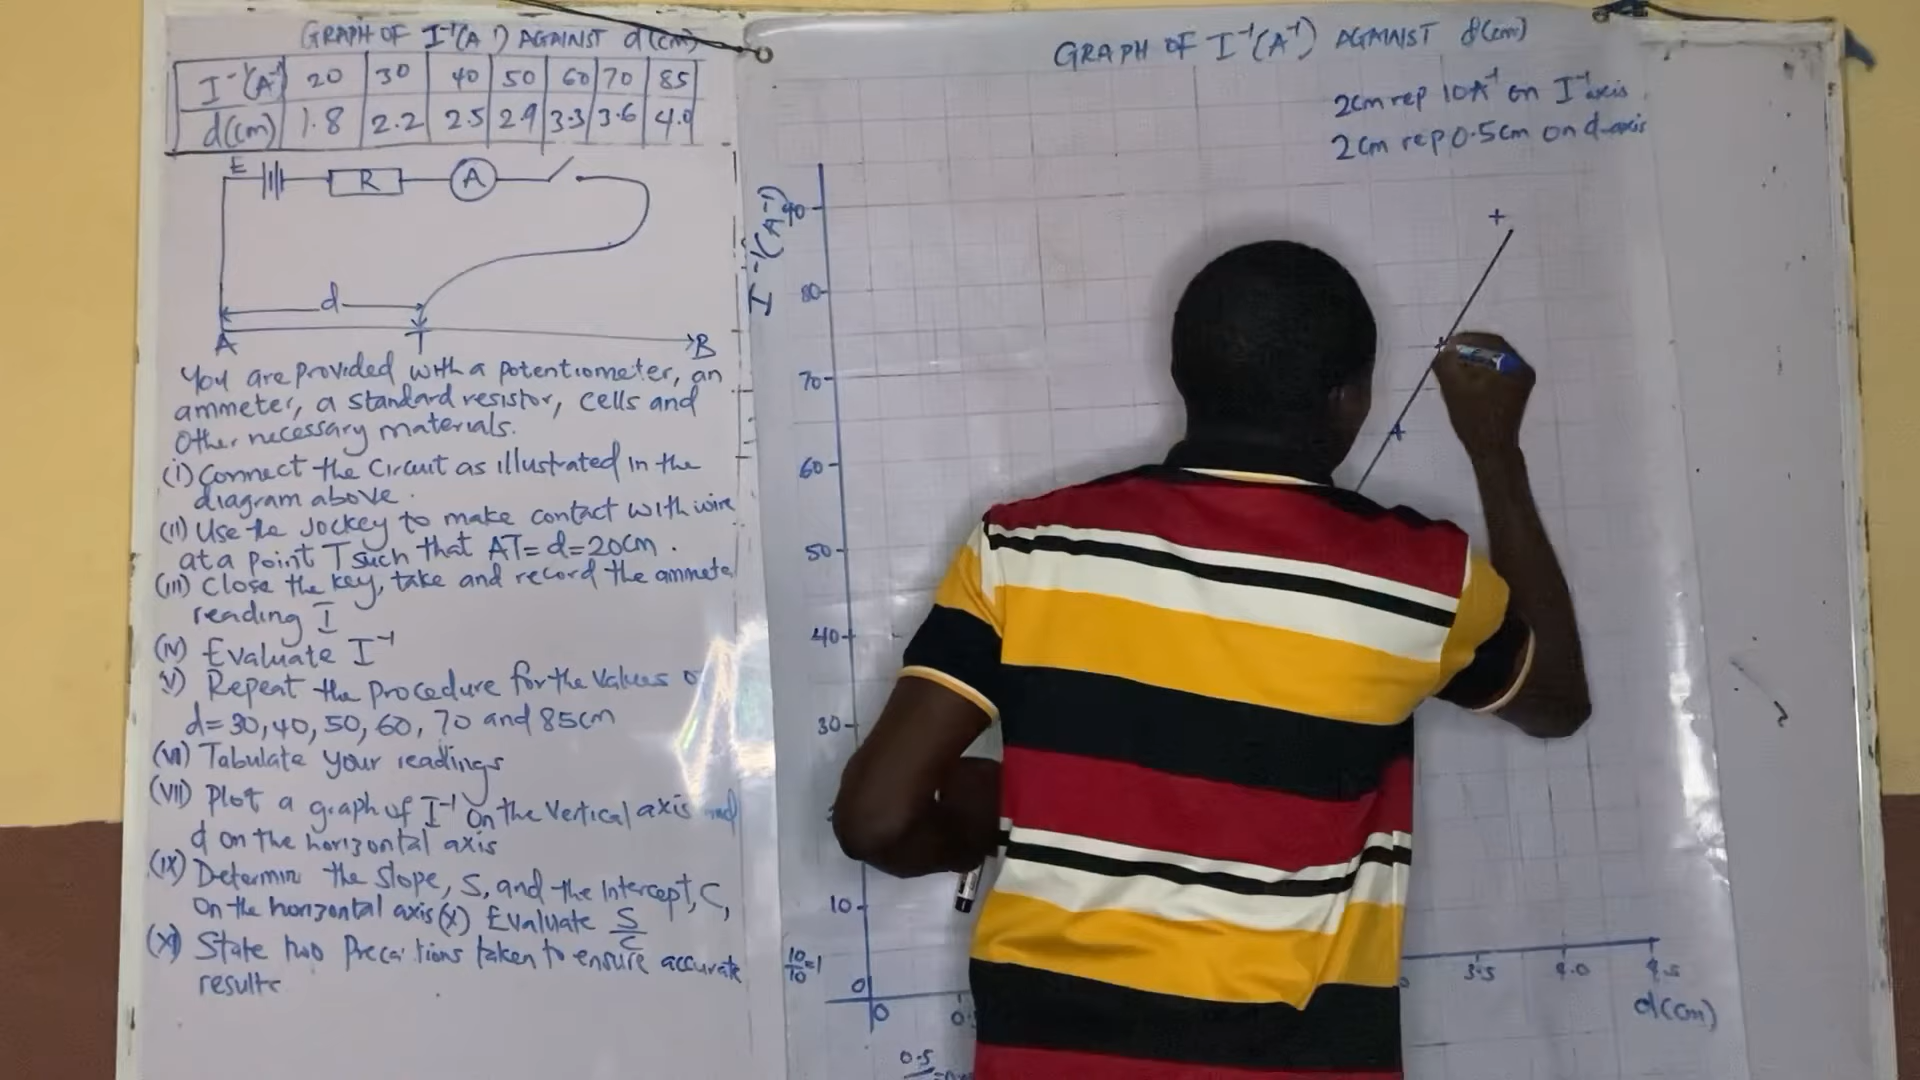 GRAPH OF I⁻¹(A⁻¹) AGAINST d(cm)
I⁻¹(A⁻¹) 20 30 40 50 60 70 85
d(cm) 1.8 2.2 2.5 2.9 3.3 3.6 4.0
E
R
A
d
A T B
You are provided with a potentiometer, an
ammeter, a standard resistor, cells and
Other necessary materials.
(i) Connect the Circuit as illustrated in the
diagram above.
(ii) Use the Jockey to make contact with wire
at a point T such that AT=d=20cm.
(iii) Close the key, take and record the ammete
reading I
(iv) Evaluate I⁻¹
v) Repeat the procedure for the values o
d=30,40,50,60,70 and 85cm
(vi) Tabulate your readings
(vii) Plot a graph of I⁻¹ on the vertical axis and
d on the horizontal axis
(ix) Determin the slope, S, and the Intercept, C,
On the horizontal axis (x) Evaluate S/C
(xi) State two Precautions taken to ensure accurate
results
GRAPH OF I⁻¹(A⁻¹) AGAINST d(cm)
2cm rep 10A⁻¹ on I⁻¹axis
2cm rep 0.5cm on d-axis
I⁻¹(A⁻¹)
90
80
70
60
50
40
30
10
10/10=1
0
0 3.5 4.0 4.5
d(cm)
0.5